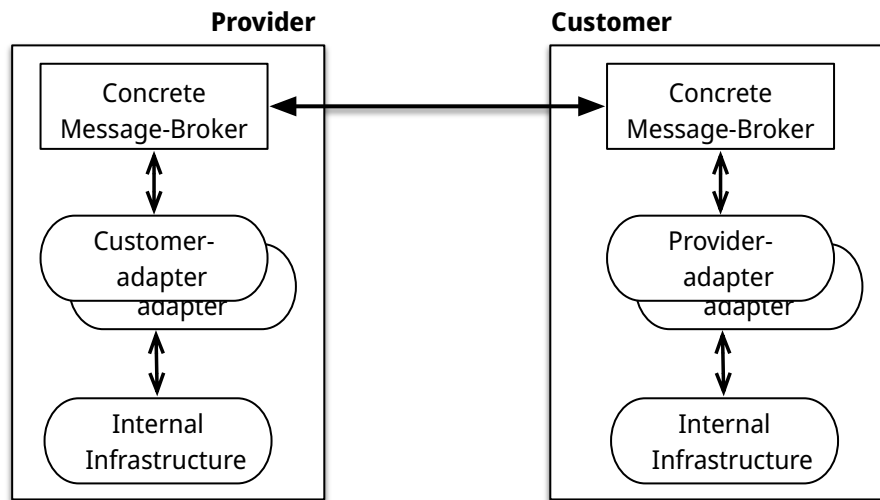 Provider
Customer
Concrete
Message-Broker
Concrete
Message-Broker
Customer-
adapter
adapter
Provider-
adapter
adapter
Internal
Infrastructure
Internal
Infrastructure